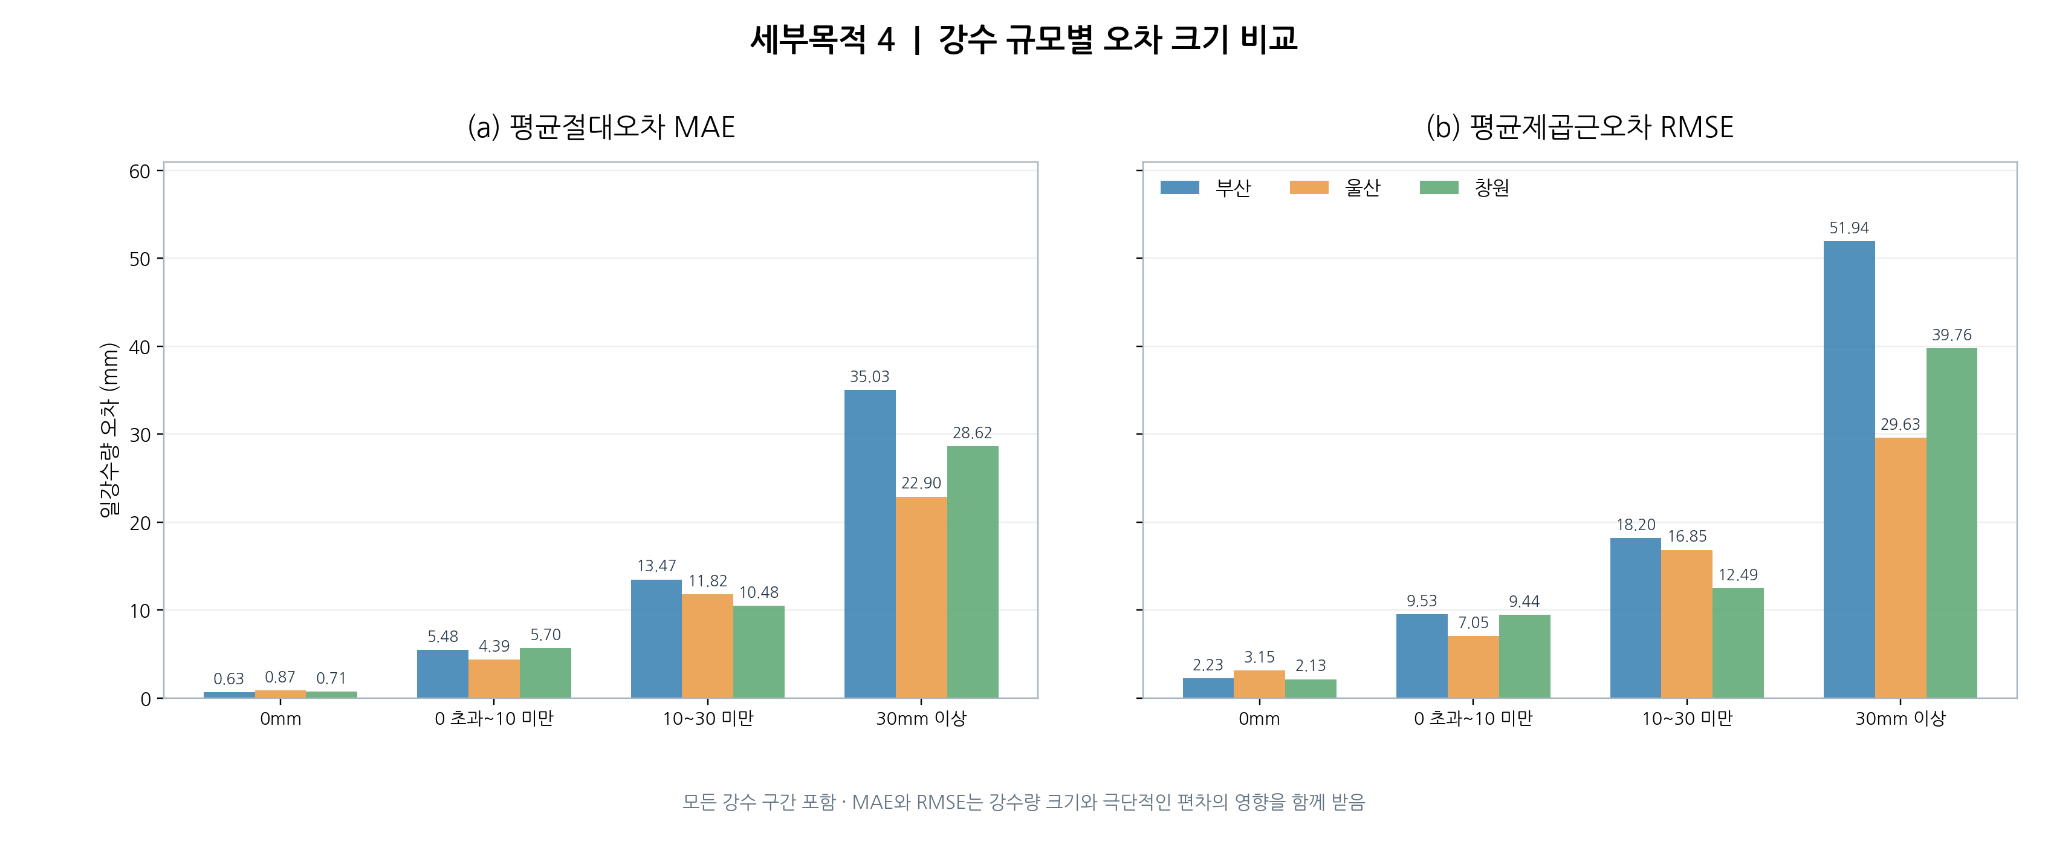 세부목적 4 | 강수 규모별 오차 크기 비교
(a) 평균절대오차 MAE
일강수량 오차 (mm)
60
50
40
30
20
10
0
0.63 0.87 0.71
5.48 4.39 5.70
13.47 11.82 10.48
35.03 22.90 28.62
0mm 0 초과~10 미만 10~30 미만 30mm 이상
(b) 평균제곱근오차 RMSE
부산 울산 창원
2.23 3.15 2.13
9.53 7.05 9.44
18.20 16.85 12.49
51.94 29.63 39.76
0mm 0 초과~10 미만 10~30 미만 30mm 이상
모든 강수 구간 포함 · MAE와 RMSE는 강수량 크기와 극단적인 편차의 영향을 함께 받음